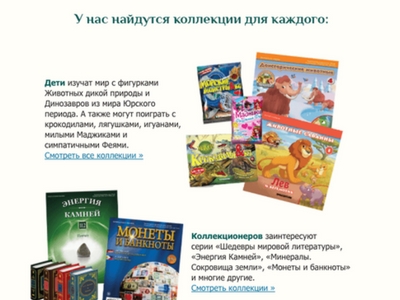 У нас найдутся коллекции для каждого:
Дети изучат мир с фигурками
Животных дикой природы и
Динозавров из мира Юрского
периода. А также могут поиграть с
крокодилами, лягушками, игуанами,
милыми Маджиками и
симпатичными Феями.
Смотреть все коллекции »
ЖИВОТНЫЕ САВАННЫ
Лев
ЭНЕРГИЯ
КАМНЕЙ
МОНЕТЫ
И БАНКНОТЫ
Коллекционеров заинтересуют
серии «Шедевры мировой литературы»,
«Энергия Камней», «Минералы.
Сокровища земли», «Монеты и банкноты»
и многие другие.
Смотреть коллекции »